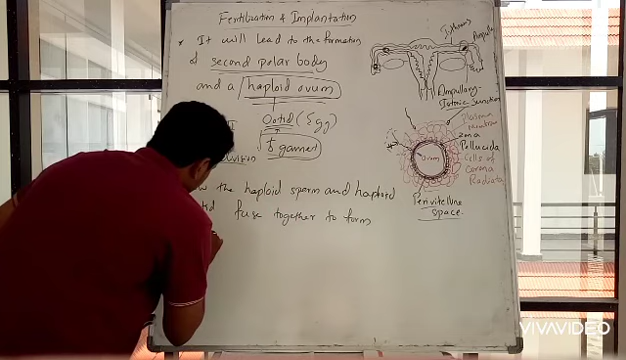 Fertilization & Implantation
* It will lead to the formation
of second polar body
and a haploid ovum
Ootid (Egg)
♀ gamet
the haploid sperm and haploid
fuse together to form
Isthmus
Ampulla
Ampullary-
Isthmic junction
Plasma
membrane
zona
Pellucida
Cells of
Corona
Radiata
Ovum
Perivitelline
space.
VIVAVIDEO